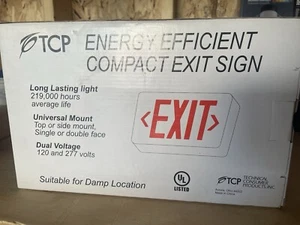 TCP
ENERGY EFFICIENT
COMPACT EXIT SIGN
Long Lasting light
219,000 hours
average life
Universal Mount
Top or side mount,
Single or double face
Dual Voltage
120 and 277 volts
EXIT
Suitable for Damp Location
UL
LISTED
TCP
TECHNICAL
CONSUMER
PRODUCTS, INC.